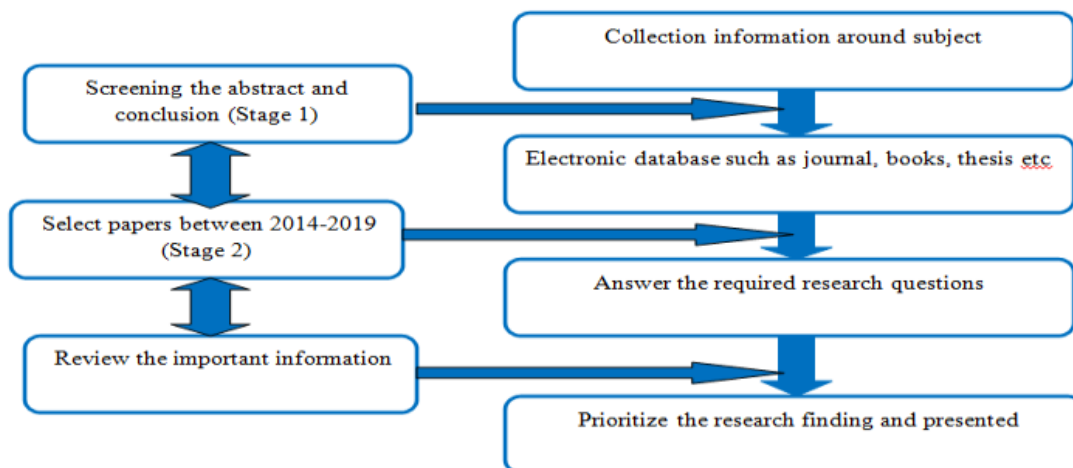 Collection information around subject
Screening the abstract and
conclusion (Stage 1)
Electronic database such as journal, books, thesis etc
Select papers between 2014-2019
(Stage 2)
Answer the required research questions
Review the important information
Prioritize the research finding and presented